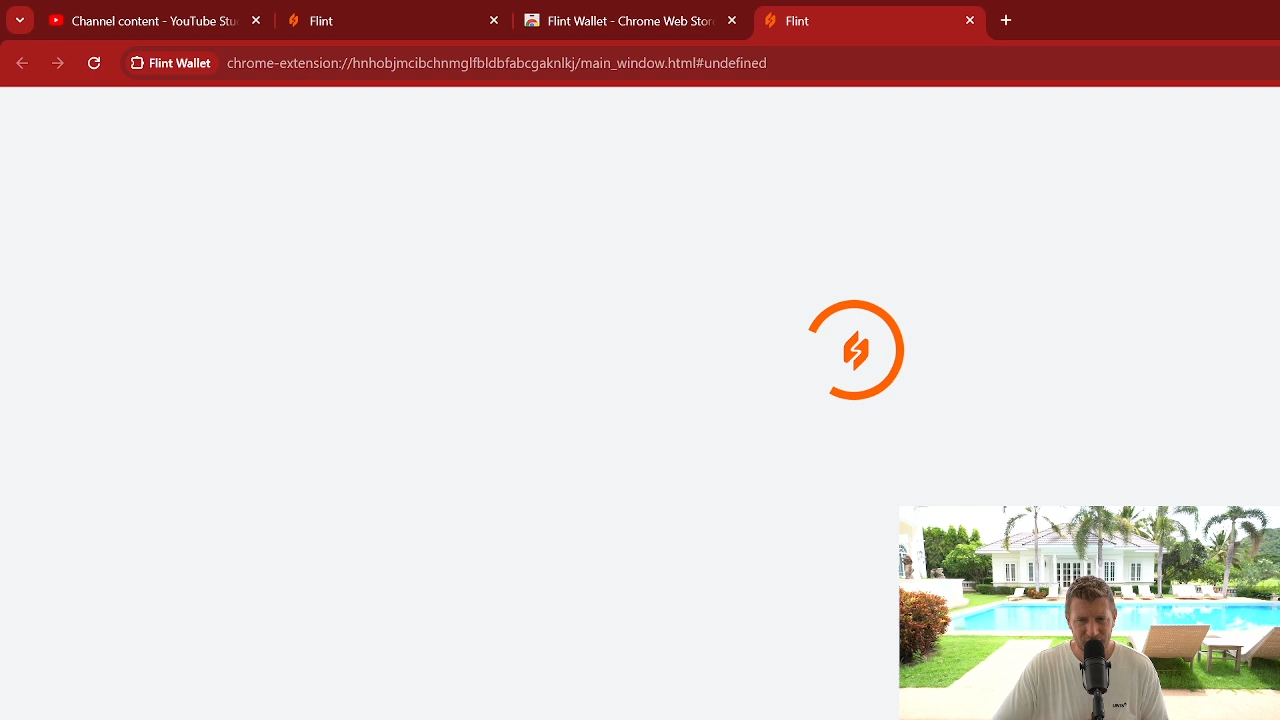 Channel content - YouTube Stu
Flint
Flint Wallet - Chrome Web Stor
Flint
Flint Wallet
chrome-extension://hnhobjmcibchnmglfbldbfabcgaknlkj/main_window.html#undefined